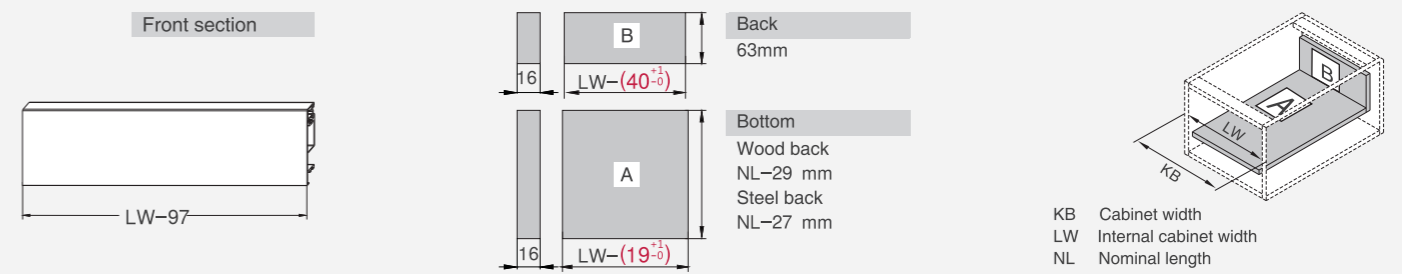 Front section
LW–97
B
16
LW–(40+1-0)
Back
63mm
A
16
LW–(19+1-0)
Bottom
Wood back
NL–29 mm
Steel back
NL–27 mm
B
A
LW
KB
KB Cabinet width
LW Internal cabinet width
NL Nominal length